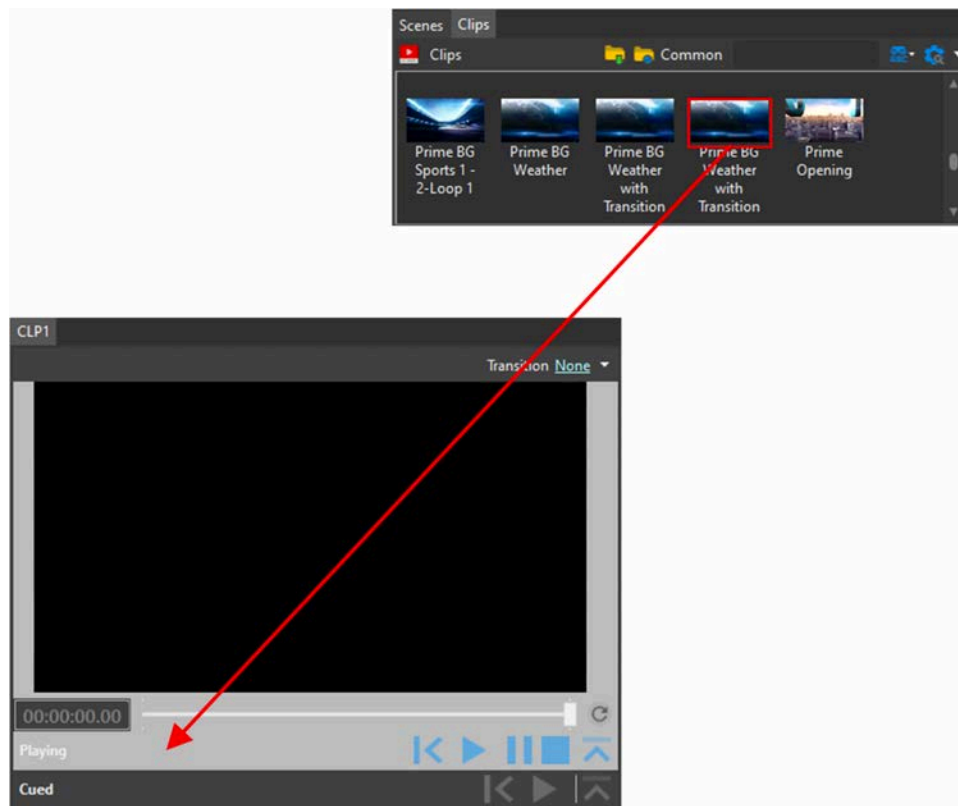 Scenes Clips
Clips Common
Prime BG
Sports 1 -
2-Loop 1
Prime BG
Weather
Prime BG
Weather
with
Transition
Prime BG
Weather
with
Transition
Prime
Opening
CLP1
Transition None
00:00:00.00
Playing
Cued